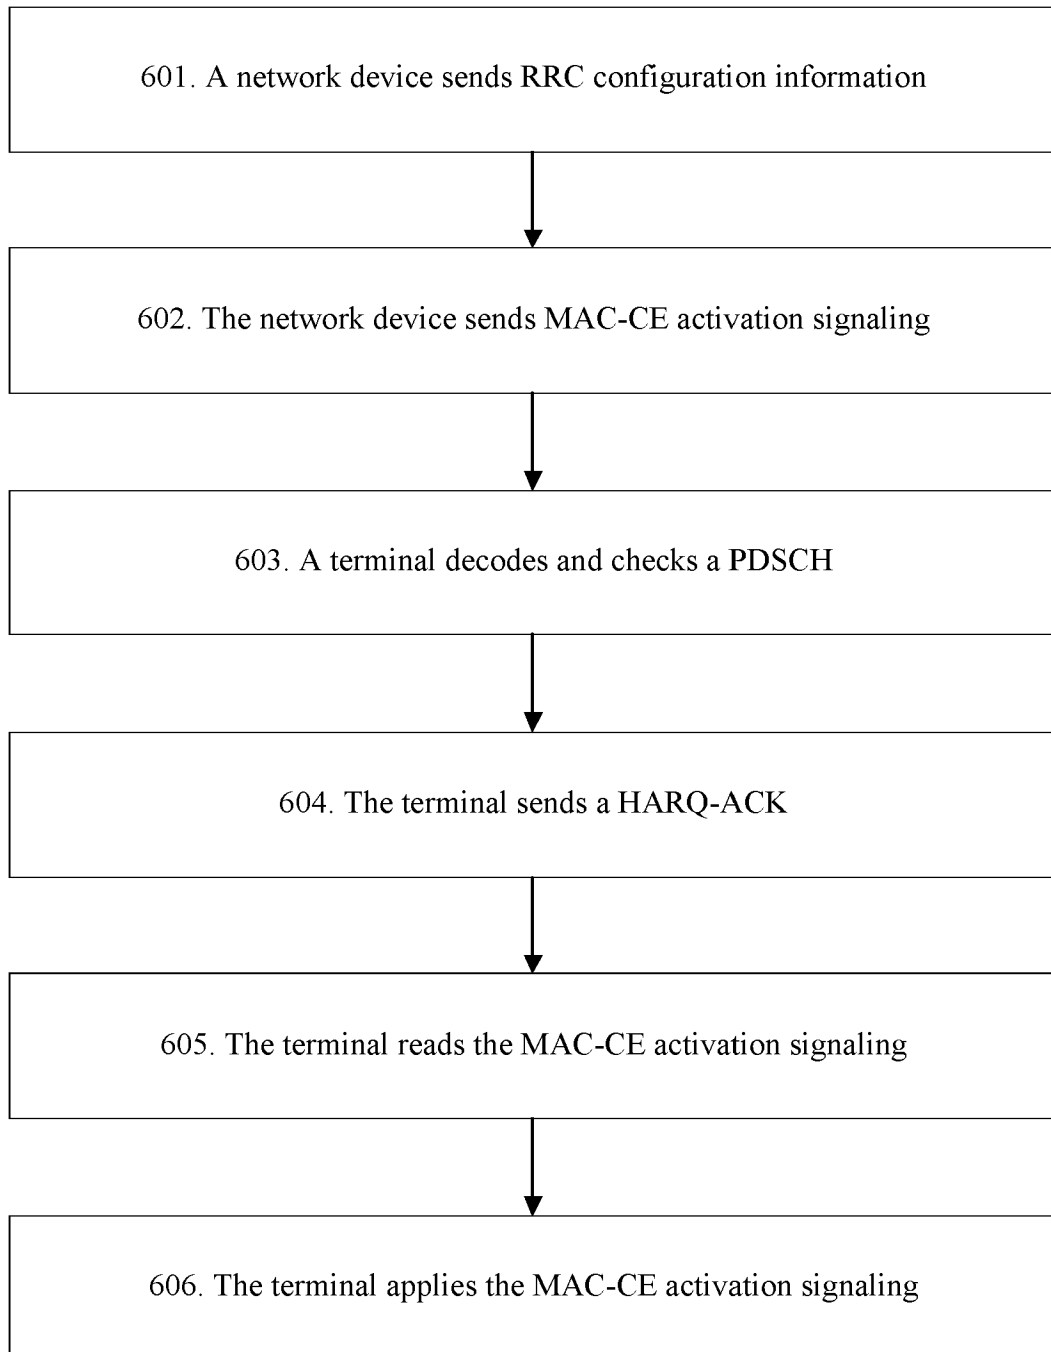 601. A network device sends RRC configuration information
602. The network device sends MAC-CE activation signaling
603. A terminal decodes and checks a PDSCH
604. The terminal sends a HARQ-ACK
605. The terminal reads the MAC-CE activation signaling
606. The terminal applies the MAC-CE activation signaling